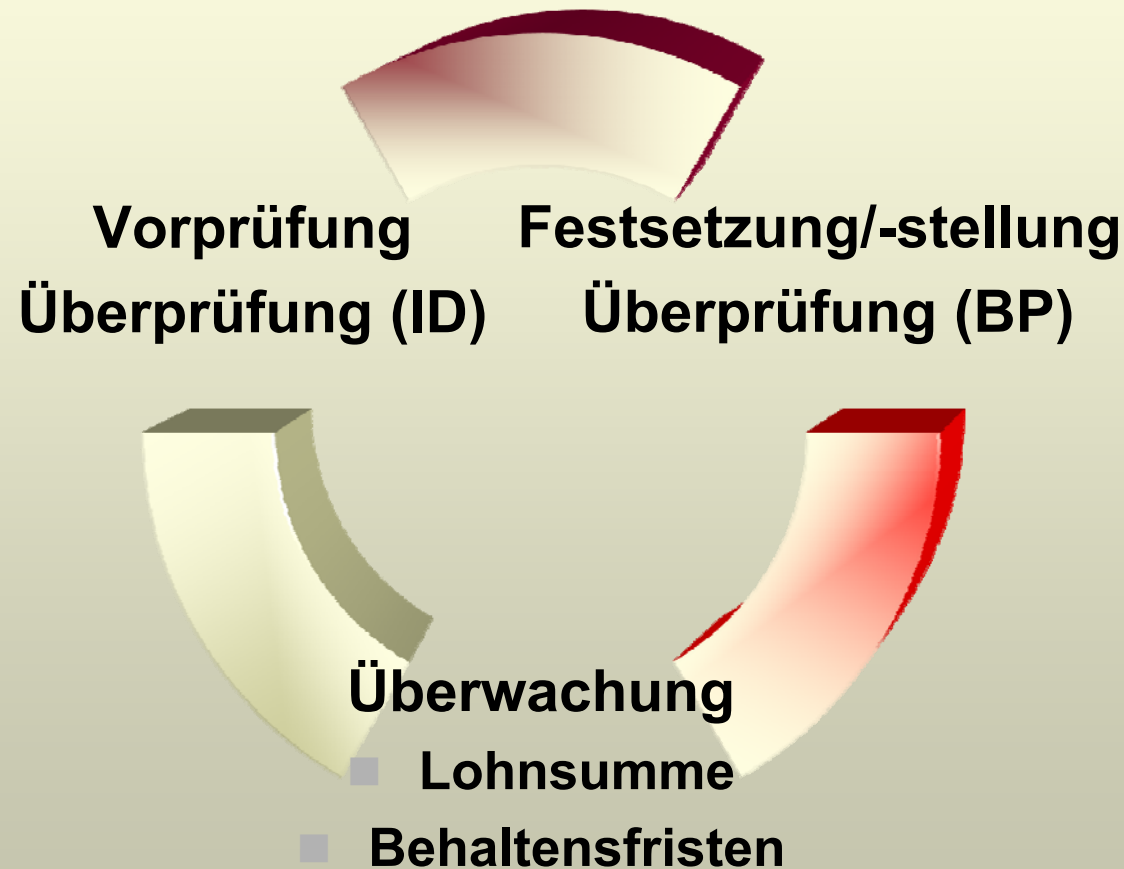 Vorprüfung
Überprüfung (ID)
Festsetzung/-stellung
Überprüfung (BP)
Überwachung
Lohnsumme
Behaltensfristen